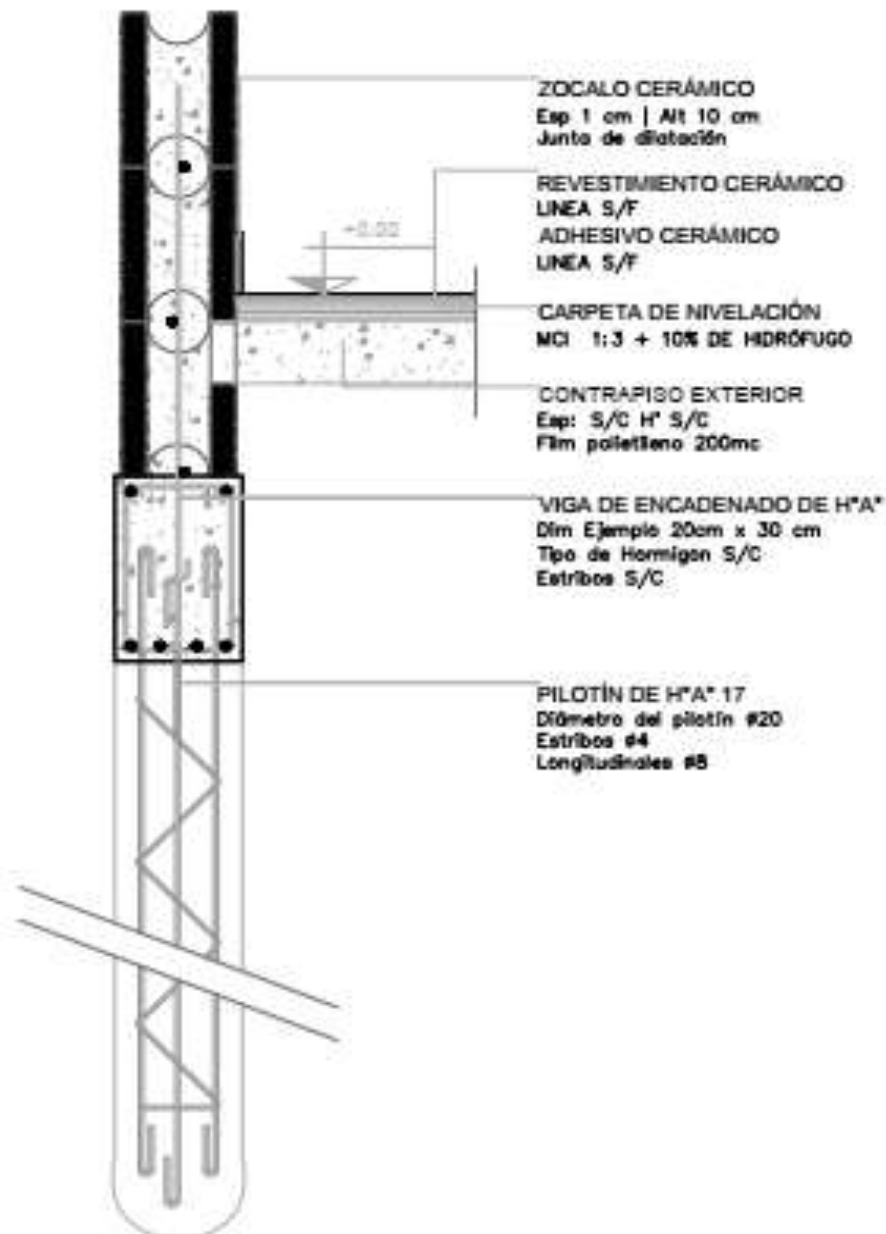 ZOCALO CERÁMICO
Esp 1 cm | Alt 10 cm
Junta de dilatación
REVESTIMIENTO CERÁMICO
LINEA S/F
+0.00
ADHESIVO CERÁMICO
LINEA S/F
CARPETA DE NIVELACIÓN
MCI 1:3 + 10% DE HIDRÓFUGO
CONTRAPISO EXTERIOR
Esp: S/C H° S/C
Film polietileno 200mc
VIGA DE ENCADENADO DE H°A°
Dim Ejemplo 20cm x 30 cm
Tipo de Hormigon S/C
Estribos S/C
PILOTÍN DE H°A° 17
Diámetro del pilotín #20
Estribos #4
Longitudinales #8